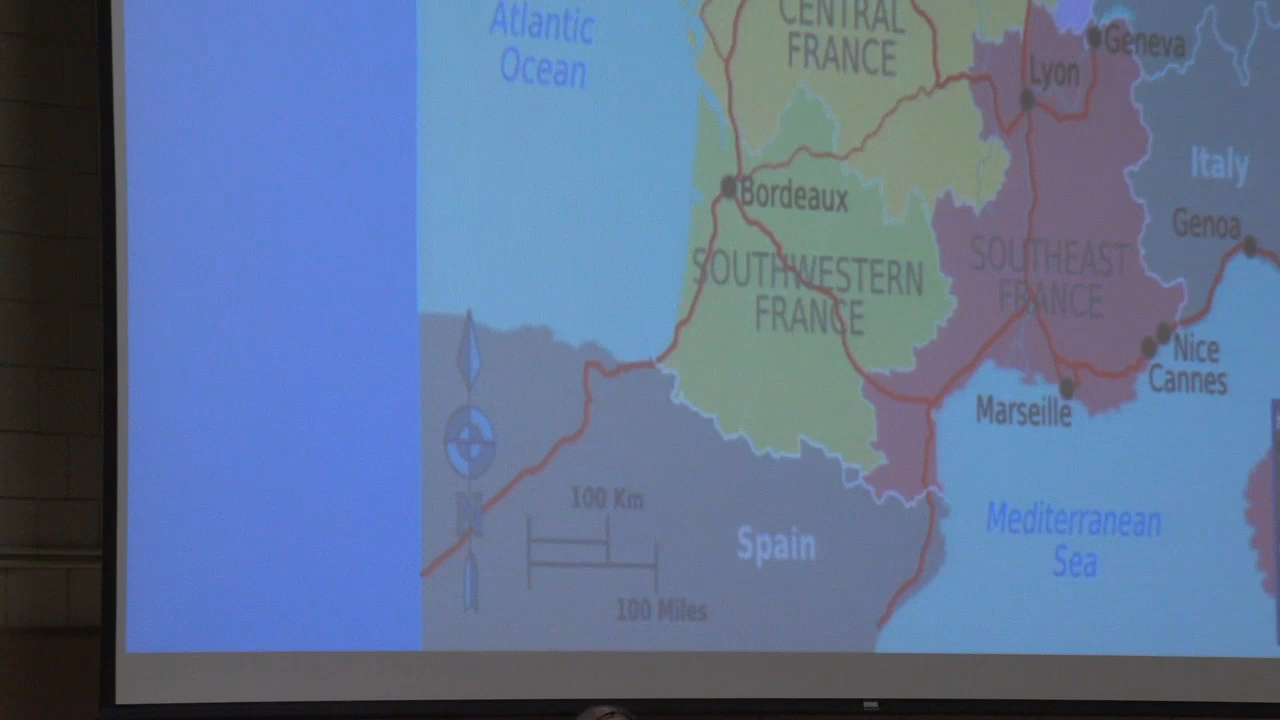 Atlantic
Ocean
CENTRAL
FRANCE
Geneva
Lyon
Italy
Bordeaux
Genoa
SOUTHWESTERN
FRANCE
SOUTHEAST
FRANCE
Nice
Cannes
Marseille
N
100 Km
Mediterranean
Sea
Spain
100 Miles